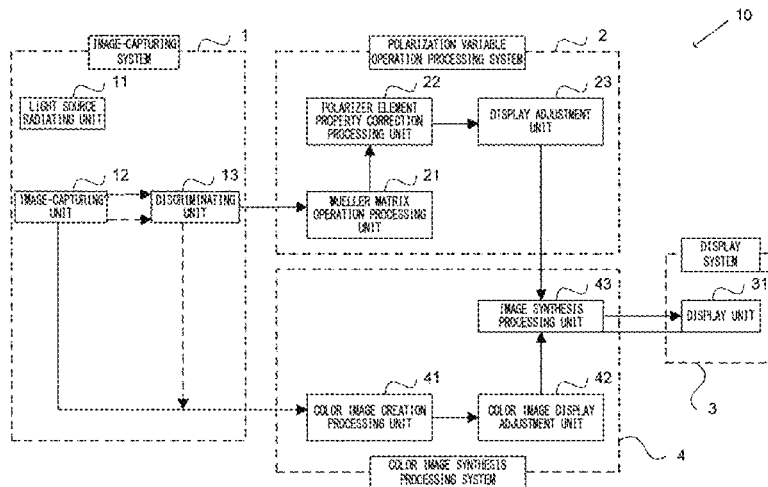 10
IMAGE-CAPTURING
SYSTEM
1
POLARIZATION VARIABLE
OPERATION PROCESSING SYSTEM
2
11
LIGHT SOURCE
RADIATING UNIT
22
POLARIZER ELEMENT
PROPERTY CORRECTION
PROCESSING UNIT
23
DISPLAY ADJUSTMENT
UNIT
12
IMAGE-CAPTURING
UNIT
13
DISCRIMINATING
UNIT
21
MUELLER MATRIX
OPERATION PROCESSING
UNIT
DISPLAY
SYSTEM
43
IMAGE SYNTHESIS
PROCESSING UNIT
31
DISPLAY UNIT
3
41
COLOR IMAGE CREATION
PROCESSING UNIT
42
COLOR IMAGE DISPLAY
ADJUSTMENT UNIT
4
COLOR IMAGE SYNTHESIS
PROCESSING SYSTEM